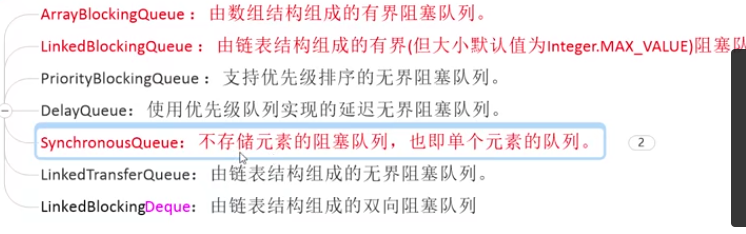 ArrayBlockingQueue：由数组结构组成的有界阻塞队列。
LinkedBlockingQueue：由链表结构组成的有界(但大小默认值为Integer.MAX_VALUE)阻塞队
PriorityBlockingQueue：支持优先级排序的无界阻塞队列。
DelayQueue：使用优先级队列实现的延迟无界阻塞队列。
SynchronousQueue：不存储元素的阻塞队列，也即单个元素的队列。 2
LinkedTransferQueue：由链表结构组成的无界阻塞队列。
LinkedBlockingDeque：由链表结构组成的双向阻塞队列